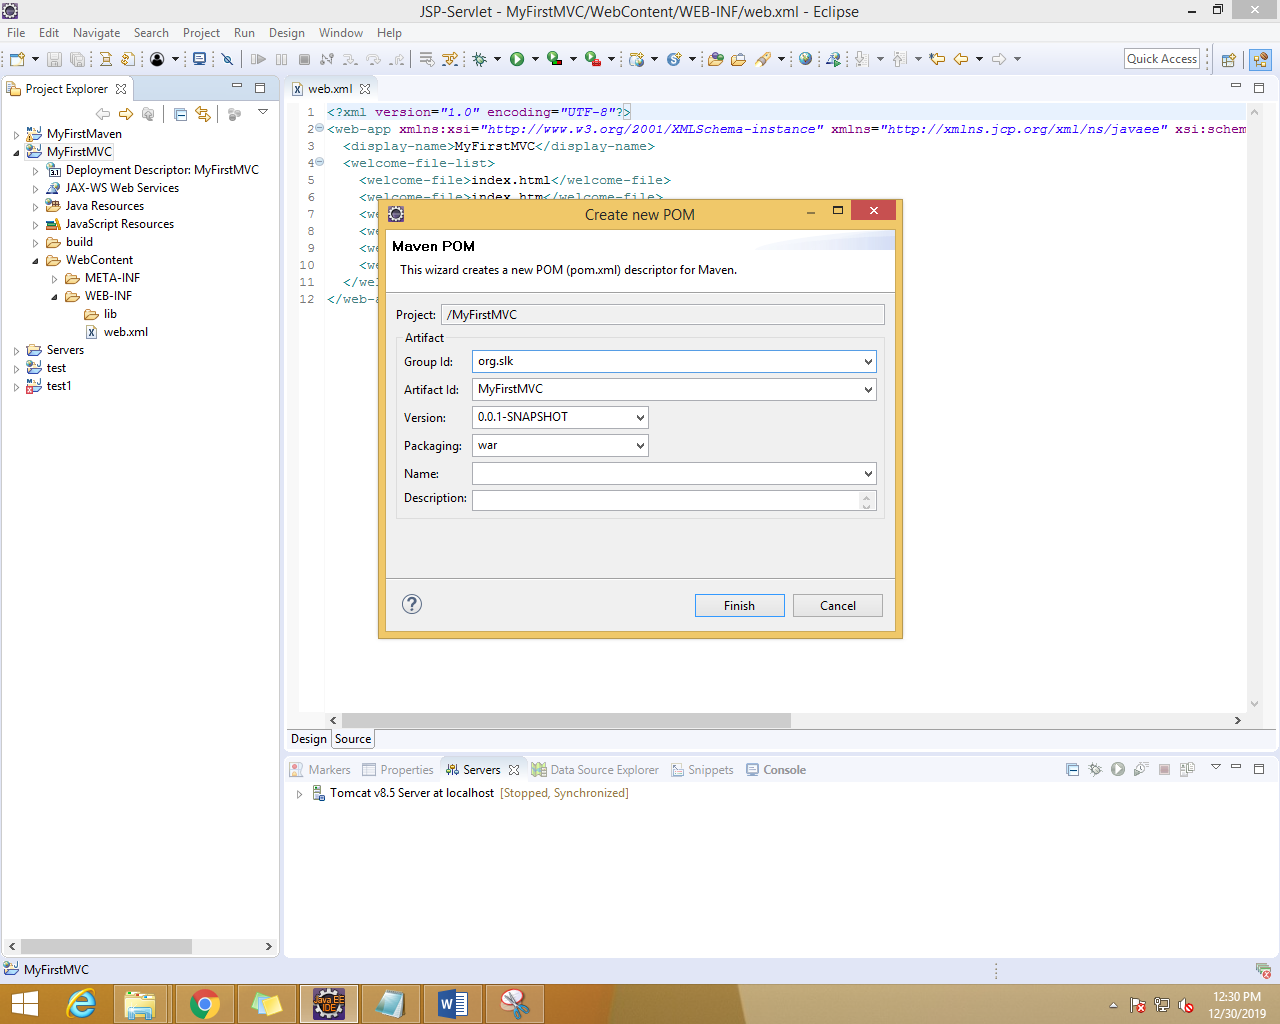 JSP-Servlet - MyFirstMVC/WebContent/WEB-INF/web.xml - Eclipse
File Edit Navigate Search Project Run Design Window Help
Quick Access
Project Explorer
MyFirstMaven
MyFirstMVC
Deployment Descriptor: MyFirstMVC
JAX-WS Web Services
Java Resources
JavaScript Resources
build
WebContent
META-INF
WEB-INF
lib
web.xml
Servers
test
test1
web.xml
1 <?xml version="1.0" encoding="UTF-8"?>
2 <web-app xmlns:xsi="http://www.w3.org/2001/XMLSchema-instance" xmlns="http://xmlns.jcp.org/xml/ns/javaee" xsi:schem
3 <display-name>MyFirstMVC</display-name>
4 <welcome-file-list>
5 <welcome-file>index.html</welcome-file>
6 <welcome-file>index.htm</welcome-file>
7 <we
8 <we
9 <we
10 <we
11 </wel
12 </web-a
Create new POM
Maven POM
This wizard creates a new POM (pom.xml) descriptor for Maven.
Project: /MyFirstMVC
Artifact
Group Id: org.slk
Artifact Id: MyFirstMVC
Version: 0.0.1-SNAPSHOT
Packaging: war
Name:
Description:
Finish Cancel
Design Source
Markers Properties Servers Data Source Explorer Snippets Console
Tomcat v8.5 Server at localhost [Stopped, Synchronized]
MyFirstMVC
Java EE
IDE
12:30 PM
12/30/2019